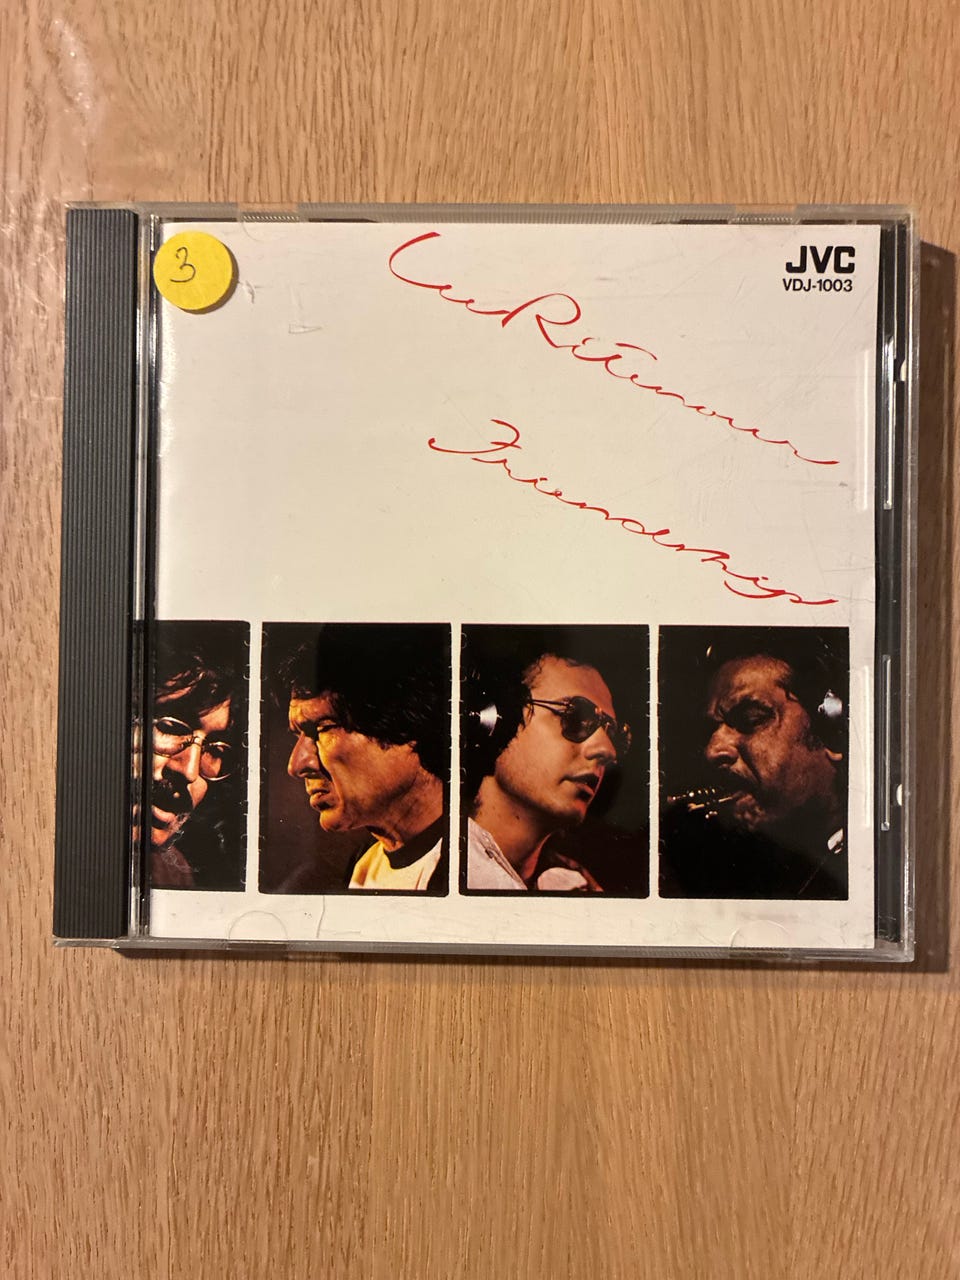 3
JVC
VDJ-1003
Lee Ritenour
Friendship